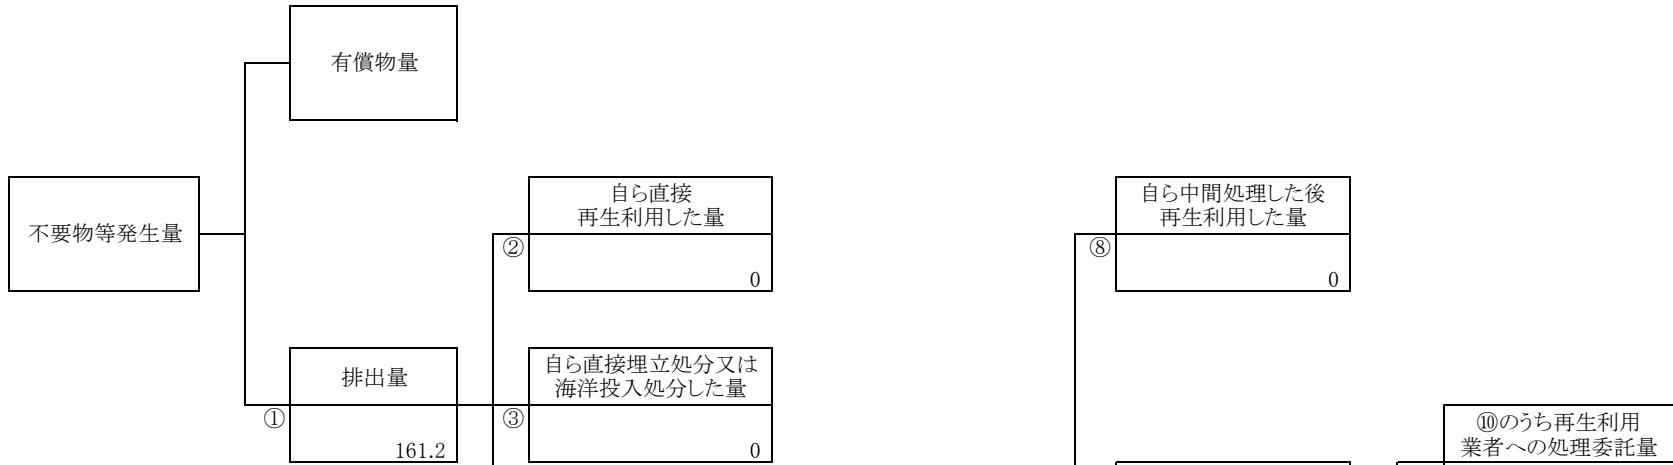 有償物量
不要物等発生量
自ら直接
再生利用した量
②
0
自ら中間処理した後
再生利用した量
⑧
0
排出量
①
161.2
自ら直接埋立処分又は
海洋投入処分した量
③
0
⑩のうち再生利用
業者への処理委託量